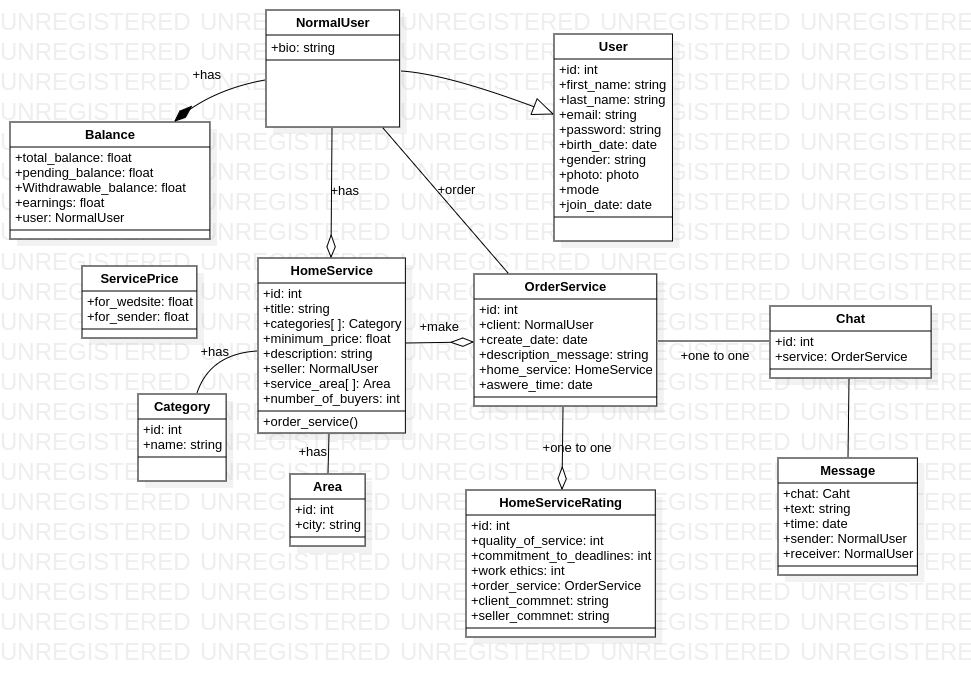 NormalUser
+bio: string
User
+id: int
+first_name: string
+last_name: string
+email: string
+password: string
+birth_date: date
+gender: string
+photo: photo
+mode
+join_date: date
+has
Balance
+total_balance: float
+pending_balance: float
+Withdrawable_balance: float
+earnings: float
+user: NormalUser
+has
+order
ServicePrice
+for_wedsite: float
+for_sender: float
HomeService
+id: int
+title: string
+categories[ ]: Category
+minimum_price: float
+description: string
+seller: NormalUser
+service_area[ ]: Area
+number_of_buyers: int
+order_service()
+make
OrderService
+id: int
+client: NormalUser
+create_date: date
+description_message: string
+home_service: HomeService
+aswere_time: date
+one to one
Chat
+id: int
+service: OrderService
+has
Category
+id: int
+name: string
+has
Area
+id: int
+city: string
+one to one
HomeServiceRating
+id: int
+quality_of_service: int
+commitment_to_deadlines: int
+work ethics: int
+order_service: OrderService
+client_commnet: string
+seller_commnet: string
Message
+chat: Caht
+text: string
+time: date
+sender: NormalUser
+receiver: NormalUser
UNREGISTERED